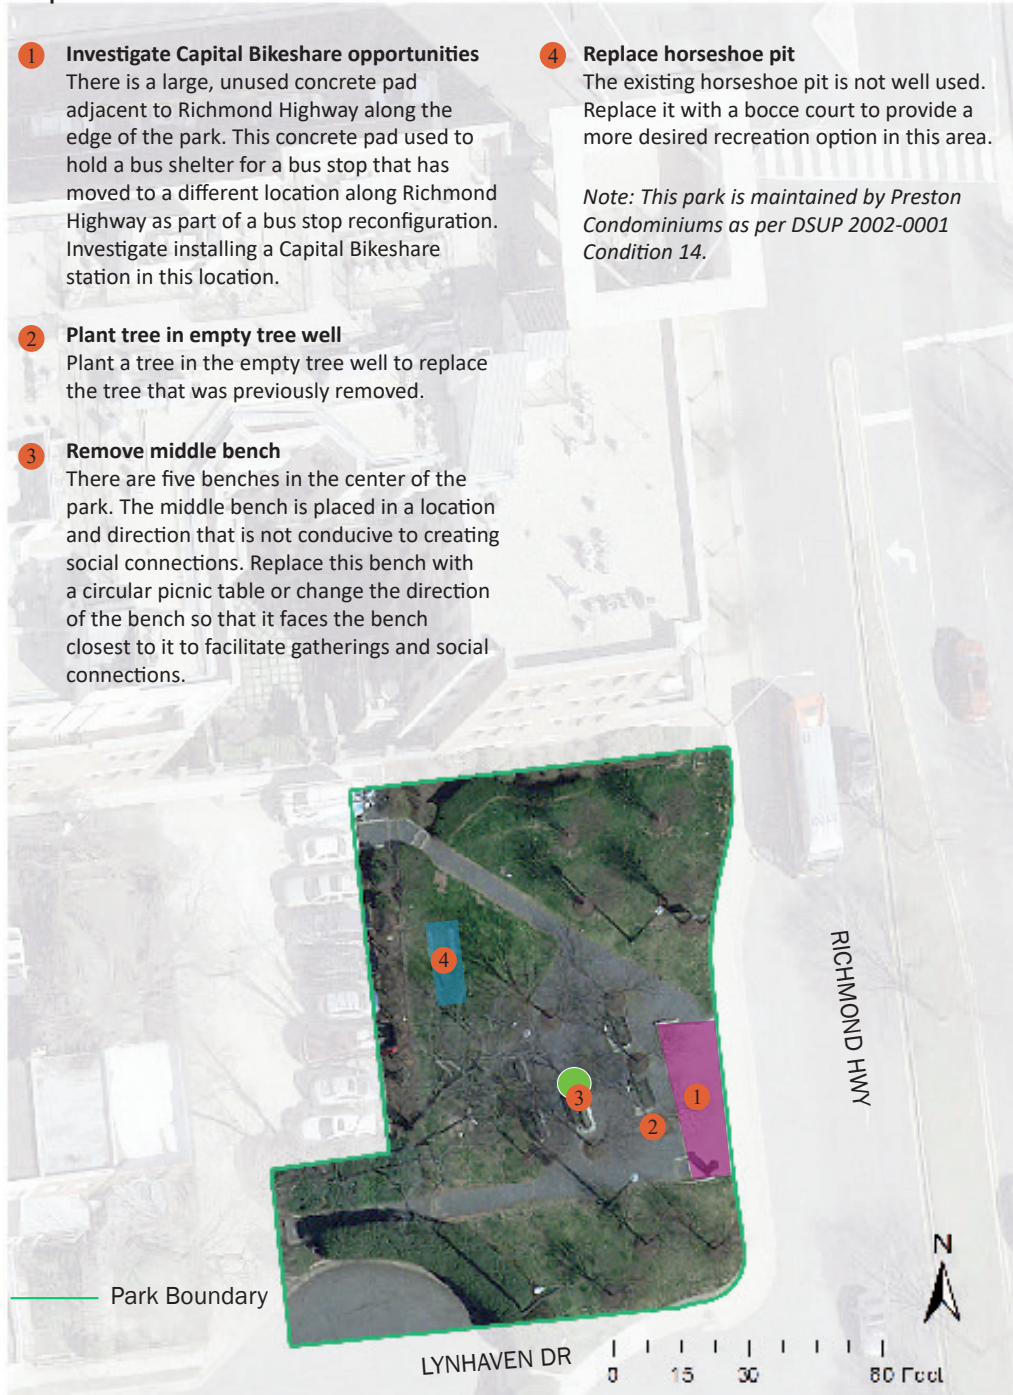 1 Investigate Capital Bikeshare opportunities
There is a large, unused concrete pad
adjacent to Richmond Highway along the
edge of the park. This concrete pad used to
hold a bus shelter for a bus stop that has
moved to a different location along Richmond
Highway as part of a bus stop reconfiguration.
Investigate installing a Capital Bikeshare
station in this location.
2 Plant tree in empty tree well
Plant a tree in the empty tree well to replace
the tree that was previously removed.
3 Remove middle bench
There are five benches in the center of the
park. The middle bench is placed in a location
and direction that is not conducive to creating
social connections. Replace this bench with
a circular picnic table or change the direction
of the bench so that it faces the bench
closest to it to facilitate gatherings and social
connections.
4 Replace horseshoe pit
The existing horseshoe pit is not well used.
Replace it with a bocce court to provide a
more desired recreation option in this area.
Note: This park is maintained by Preston
Condominiums as per DSUP 2002-0001
Condition 14.
4
3
1
2
RICHMOND HWY
Park Boundary
LYNHAVEN DR
N
0 15 30 60 Feet